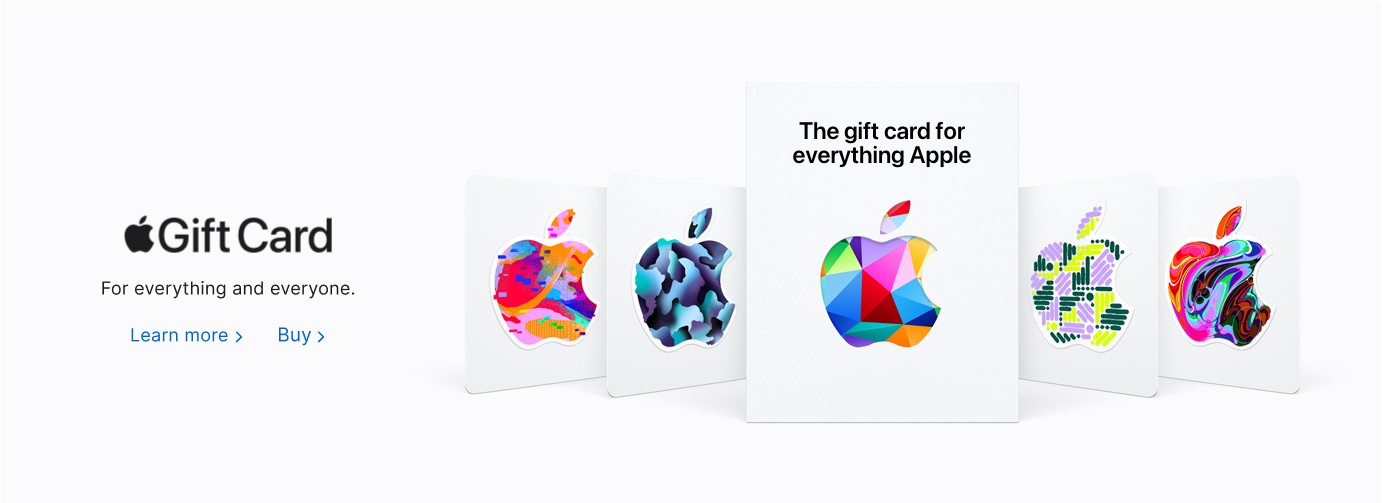 Gift Card
For everything and everyone.
Learn more >
Buy >
The gift card for
everything Apple